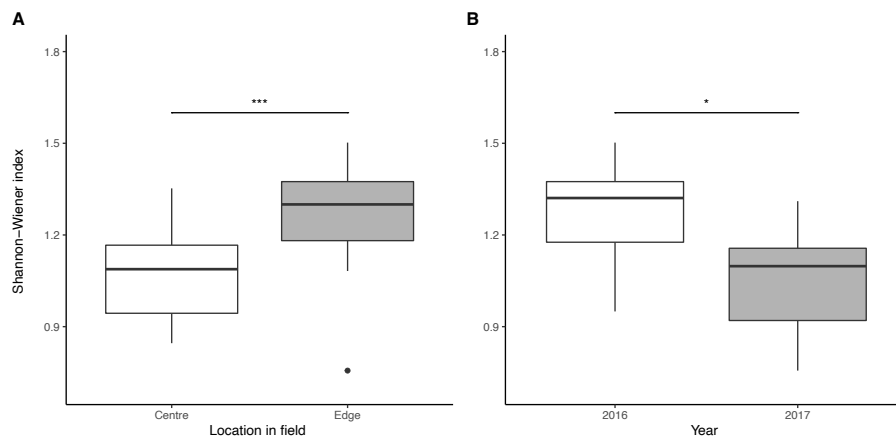 A
B
Shannon−Wiener index
1.8
1.5
1.2
0.9
***
Centre
Edge
Location in field
1.8
1.5
1.2
0.9
*
2016
2017
Year